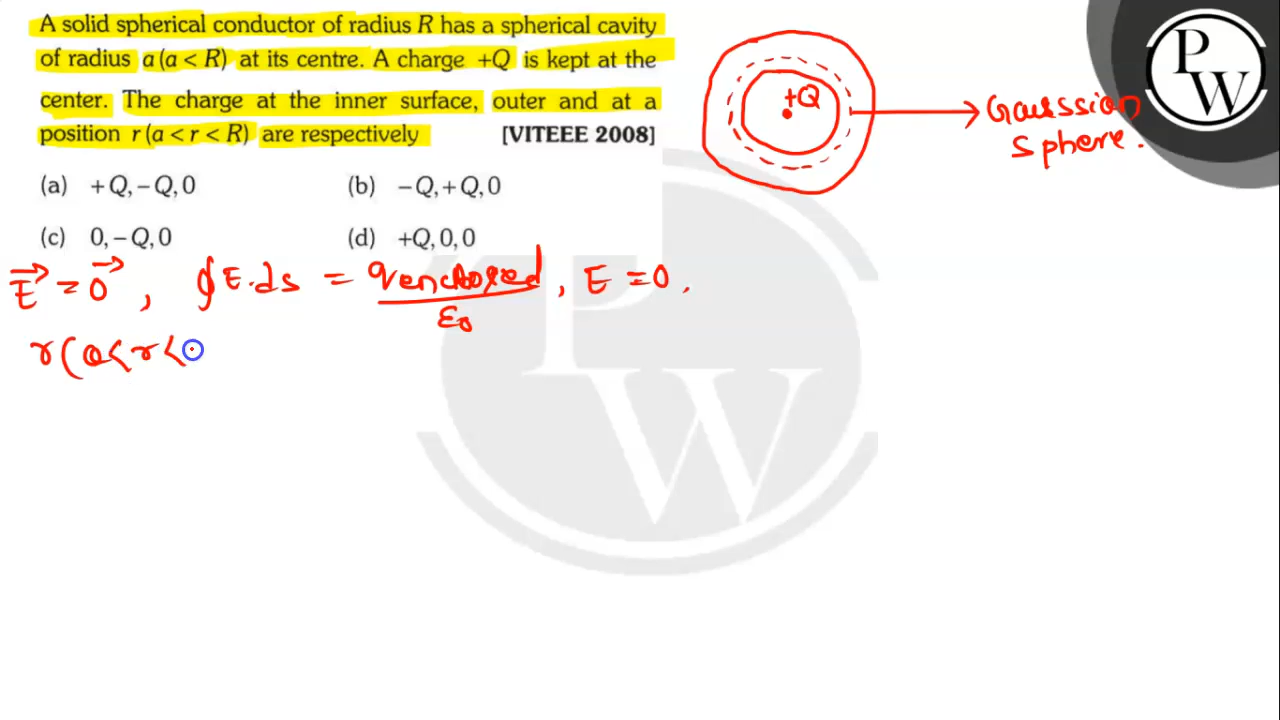 A solid spherical conductor of radius R has a spherical cavity
of radius a (a < R) at its centre. A charge +Q is kept at the
center. The charge at the inner surface, outer and at a
position r (a < r < R) are respectively [VITEEE 2008]
(a) +Q, −Q, 0 (b) −Q, +Q, 0
(c) 0, −Q, 0 (d) +Q, 0, 0
+Q
Gaussian
sphere.
P
W
E⃗ = 0⃗, ∮E.ds = qenclosed/ε0, E = 0.
r(a<r<
P
W